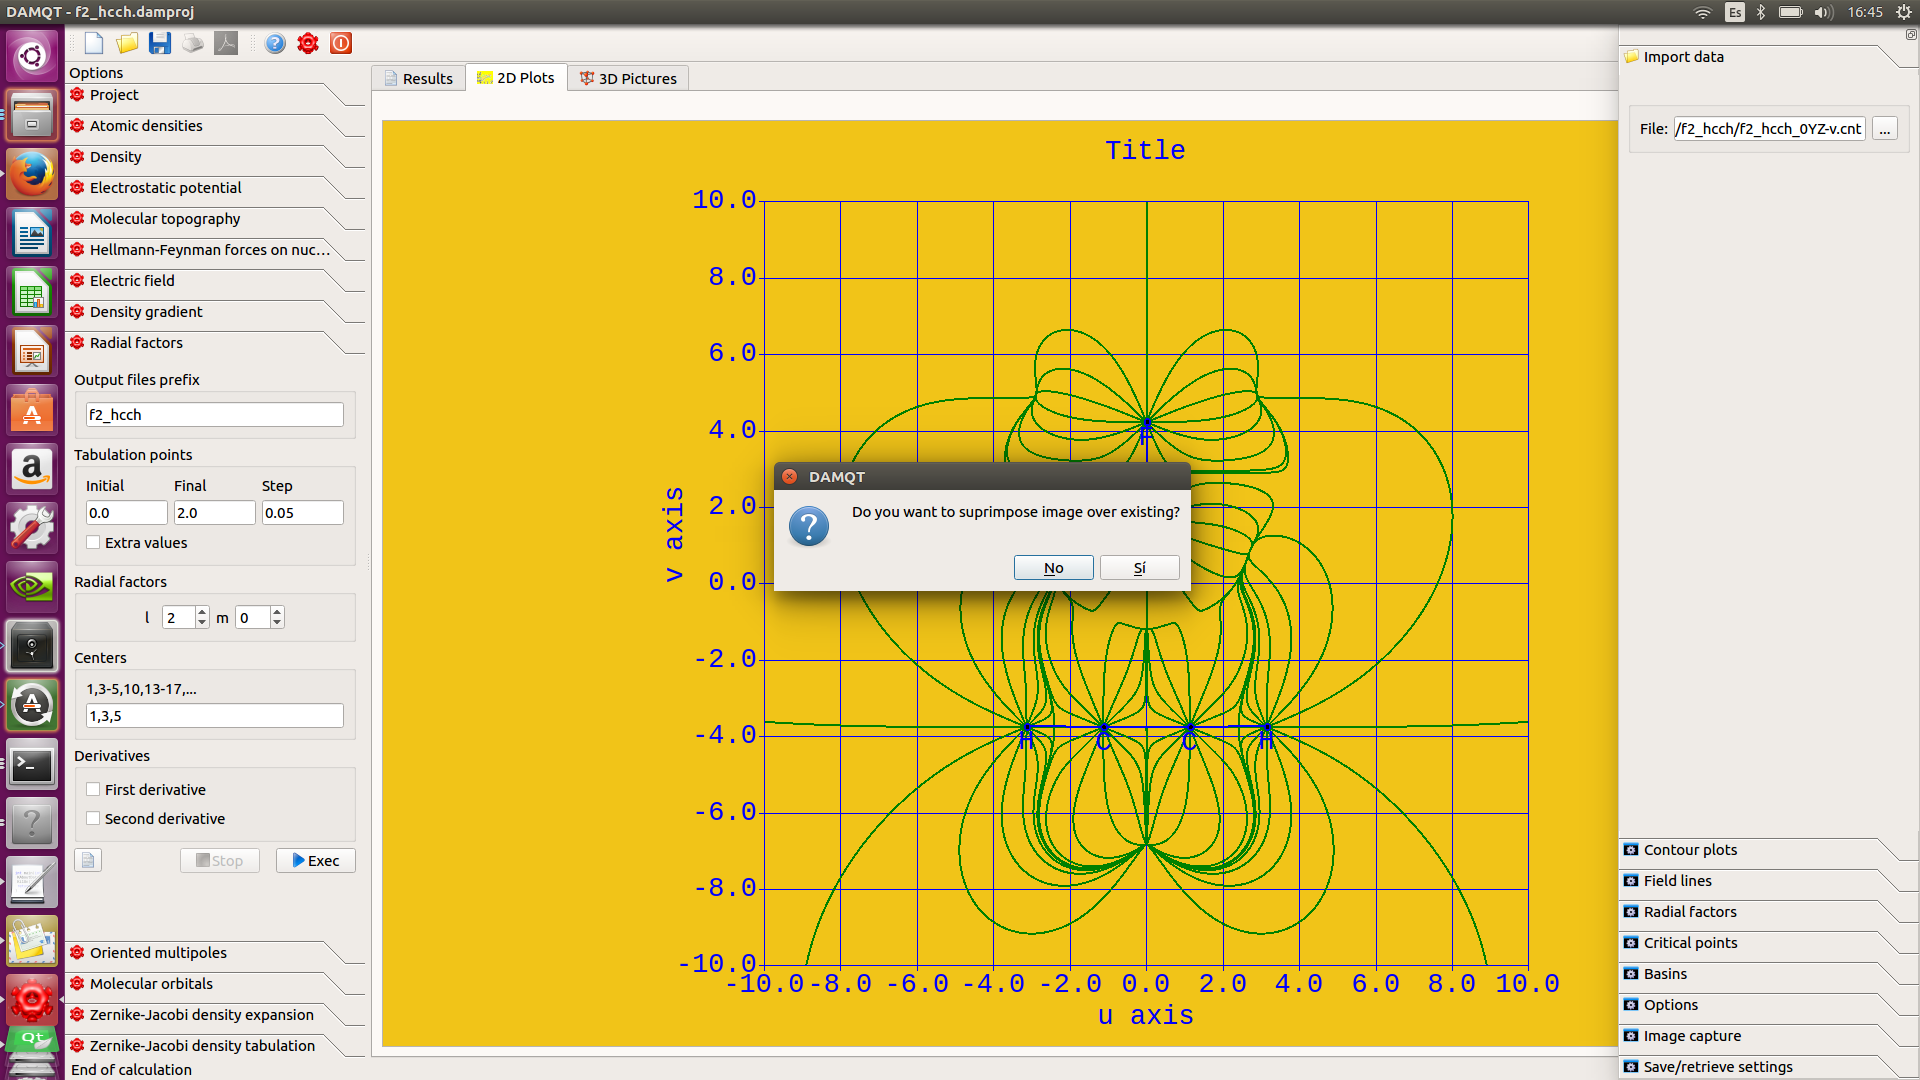 DAMQT - f2_hcch.damproj
Es
16:45
Options
Project
Atomic densities
Density
Electrostatic potential
Molecular topography
Hellmann-Feynman forces on nuc...
Electric field
Density gradient
Radial factors
Output files prefix
f2_hcch
Tabulation points
Initial Final Step
0.0 2.0 0.05
Extra values
Radial factors
l 2 m 0
Centers
1,3-5,10,13-17,...
1,3,5
Derivatives
First derivative
Second derivative
Stop Exec
Oriented multipoles
Molecular orbitals
Zernike-Jacobi density expansion
Zernike-Jacobi density tabulation
End of calculation
Results 2D Plots 3D Pictures
Title
10.0
8.0
6.0
4.0
2.0
0.0
-2.0
-4.0
-6.0
-8.0
-10.0
v axis
F
H C C H
-10.0 -8.0 -6.0 -4.0 -2.0 0.0 2.0 4.0 6.0 8.0 10.0
u axis
DAMQT
Do you want to suprimpose image over existing?
No Sí
Import data
File: /f2_hcch/f2_hcch_0YZ-v.cnt ...
Contour plots
Field lines
Radial factors
Critical points
Basins
Options
Image capture
Save/retrieve settings
Qt